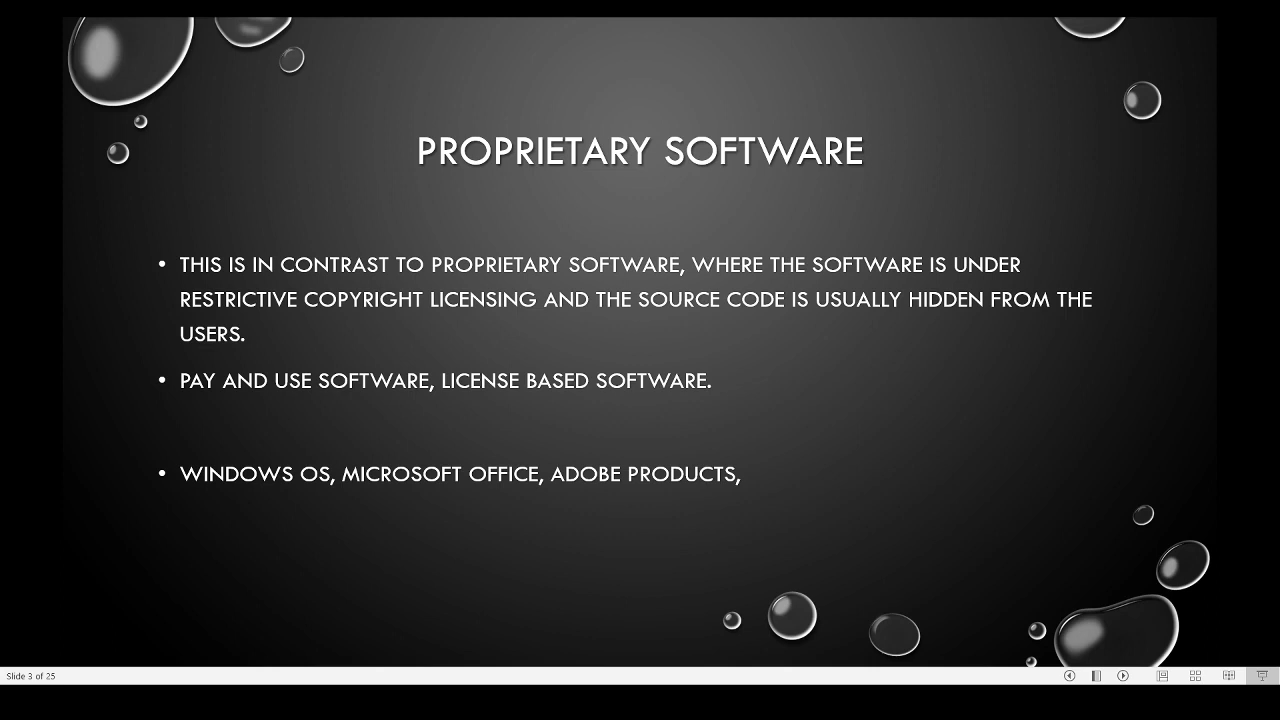 PROPRIETARY SOFTWARE
• THIS IS IN CONTRAST TO PROPRIETARY SOFTWARE, WHERE THE SOFTWARE IS UNDER
RESTRICTIVE COPYRIGHT LICENSING AND THE SOURCE CODE IS USUALLY HIDDEN FROM THE
USERS.
• PAY AND USE SOFTWARE, LICENSE BASED SOFTWARE.
• WINDOWS OS, MICROSOFT OFFICE, ADOBE PRODUCTS,
Slide 3 of 25